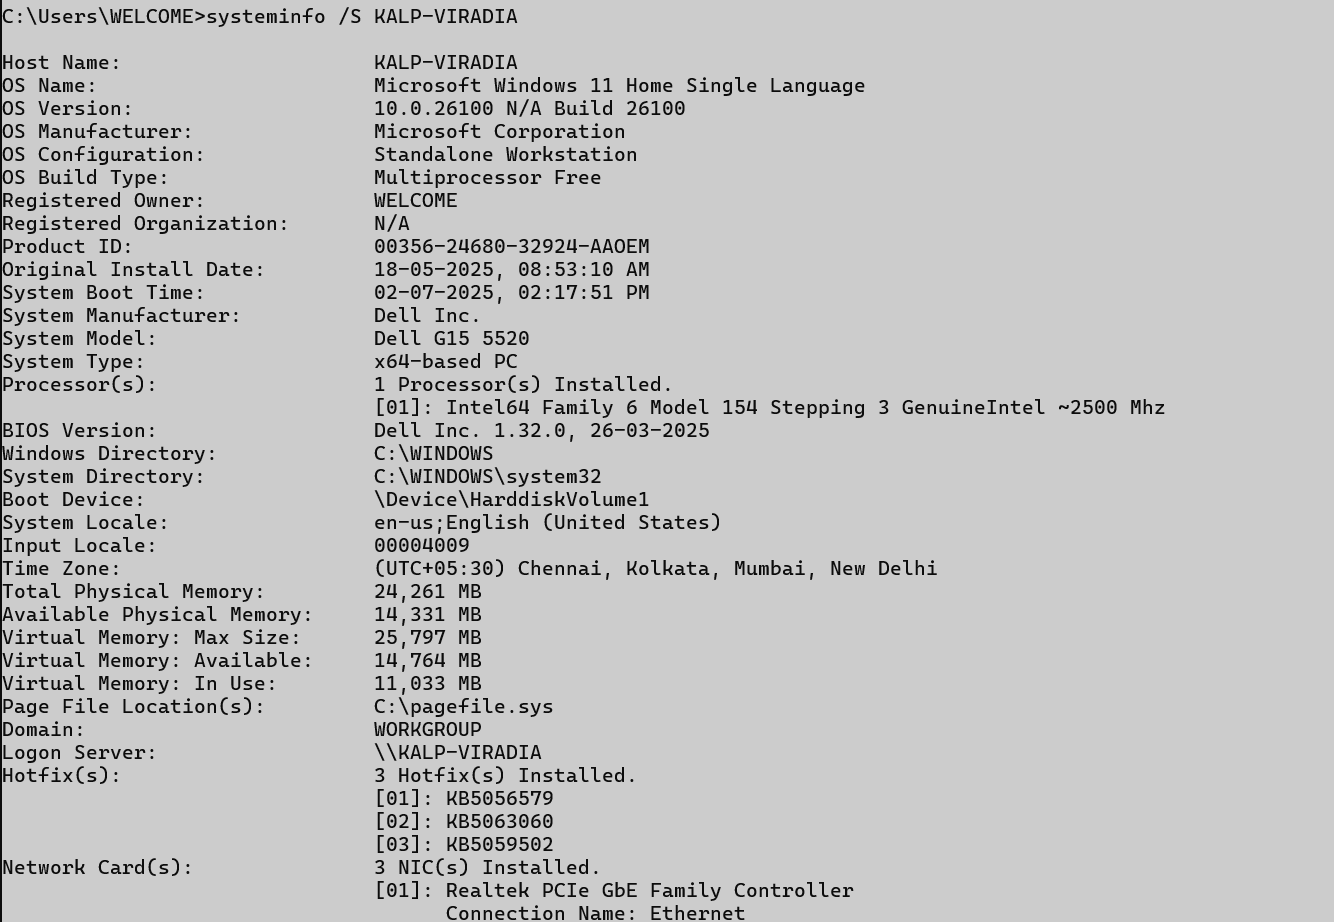 C:\Users\WELCOME>systeminfo /S KALP-VIRADIA
Host Name: KALP-VIRADIA
OS Name: Microsoft Windows 11 Home Single Language
OS Version: 10.0.26100 N/A Build 26100
OS Manufacturer: Microsoft Corporation
OS Configuration: Standalone Workstation
OS Build Type: Multiprocessor Free
Registered Owner: WELCOME
Registered Organization: N/A
Product ID: 00356-24680-32924-AAOEM
Original Install Date: 18-05-2025, 08:53:10 AM
System Boot Time: 02-07-2025, 02:17:51 PM
System Manufacturer: Dell Inc.
System Model: Dell G15 5520
System Type: x64-based PC
Processor(s): 1 Processor(s) Installed.
[01]: Intel64 Family 6 Model 154 Stepping 3 GenuineIntel ~2500 Mhz
BIOS Version: Dell Inc. 1.32.0, 26-03-2025
Windows Directory: C:\WINDOWS
System Directory: C:\WINDOWS\system32
Boot Device: \Device\HarddiskVolume1
System Locale: en-us;English (United States)
Input Locale: 00004009
Time Zone: (UTC+05:30) Chennai, Kolkata, Mumbai, New Delhi
Total Physical Memory: 24,261 MB
Available Physical Memory: 14,331 MB
Virtual Memory: Max Size: 25,797 MB
Virtual Memory: Available: 14,764 MB
Virtual Memory: In Use: 11,033 MB
Page File Location(s): C:\pagefile.sys
Domain: WORKGROUP
Logon Server: \\KALP-VIRADIA
Hotfix(s): 3 Hotfix(s) Installed.
[01]: KB5056579
[02]: KB5063060
[03]: KB5059502
Network Card(s): 3 NIC(s) Installed.
[01]: Realtek PCIe GbE Family Controller
Connection Name: Ethernet